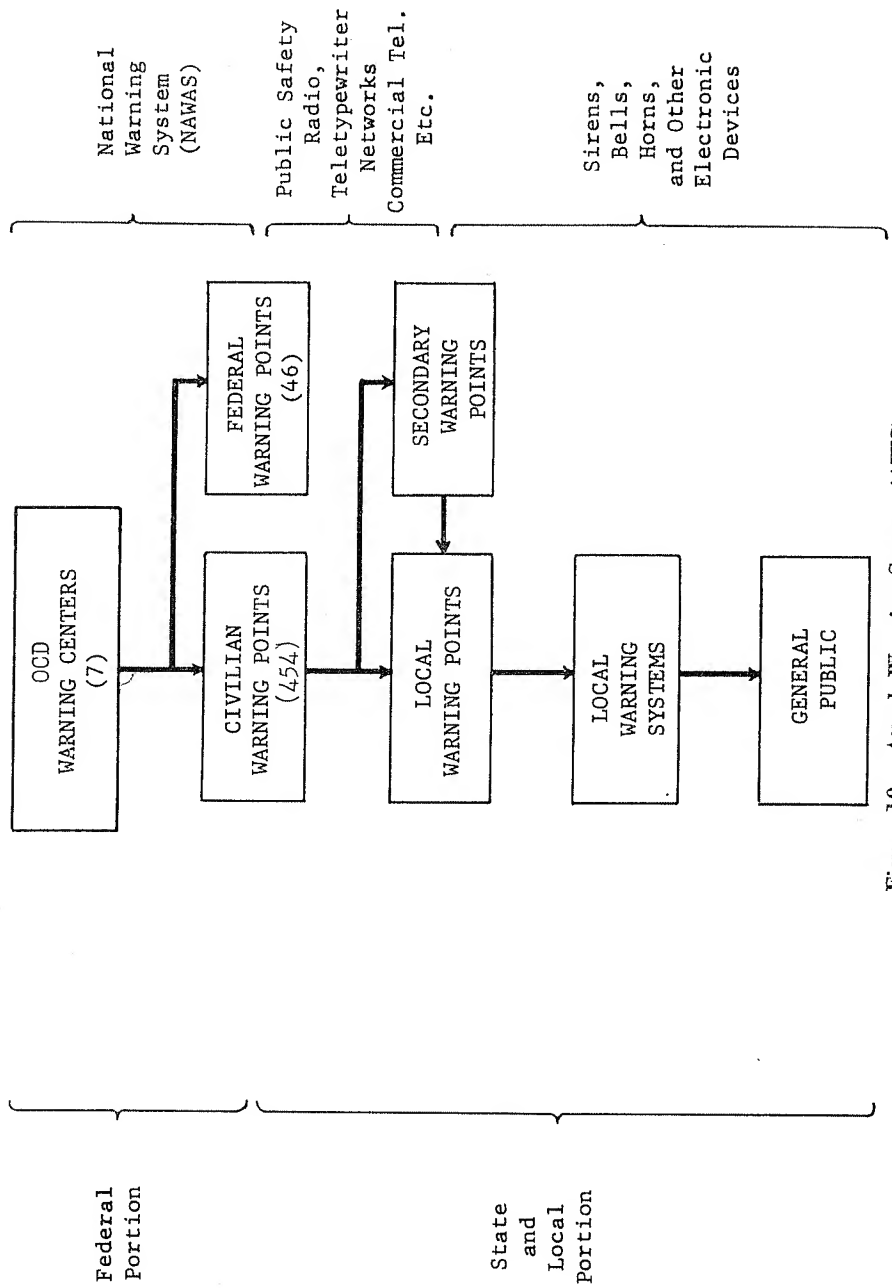 Federal
Portion
State
and
Local
Portion
OCD
WARNING CENTERS
(7)
CIVILIAN
WARNING POINTS
(454)
FEDERAL
WARNING POINTS
(46)
LOCAL
WARNING POINTS
SECONDARY
WARNING
POINTS
LOCAL
WARNING
SYSTEMS
GENERAL
PUBLIC
National
Warning
System
(NAWAS)
Public Safety
Radio,
Teletypewriter
Networks
Commercial Tel.
Etc.
Sirens,
Bells,
Horns,
and Other
Electronic
Devices
10